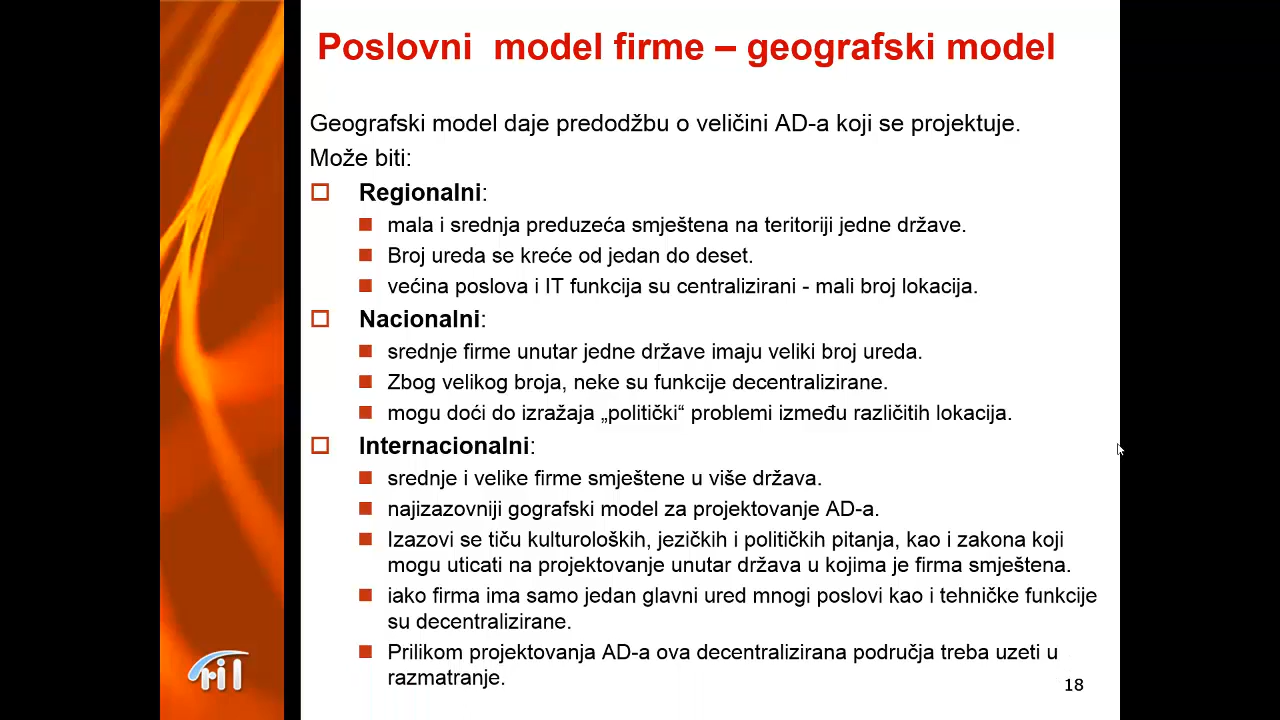 Poslovni  model firme – geografski model
Geografski model daje predodžbu o veličini AD-a koji se projektuje.
Može biti:
Regionalni:
mala i srednja preduzeća smještena na teritoriji jedne države.
Broj ureda se kreće od jedan do deset.
većina poslova i IT funkcija su centralizirani - mali broj lokacija.
Nacionalni:
srednje firme unutar jedne države imaju veliki broj ureda.
Zbog velikog broja, neke su funkcije decentralizirane.
mogu doći do izražaja „politički“ problemi između različitih lokacija.
Internacionalni:
srednje i velike firme smještene u više država.
najizazovniji gografski model za projektovanje AD-a.
Izazovi se tiču kulturoloških, jezičkih i političkih pitanja, kao i zakona koji
mogu uticati na projektovanje unutar država u kojima je firma smještena.
iako firma ima samo jedan glavni ured mnogi poslovi kao i tehničke funkcije
su decentralizirane.
Prilikom projektovanja AD-a ova decentralizirana područja treba uzeti u
razmatranje.
ril
18